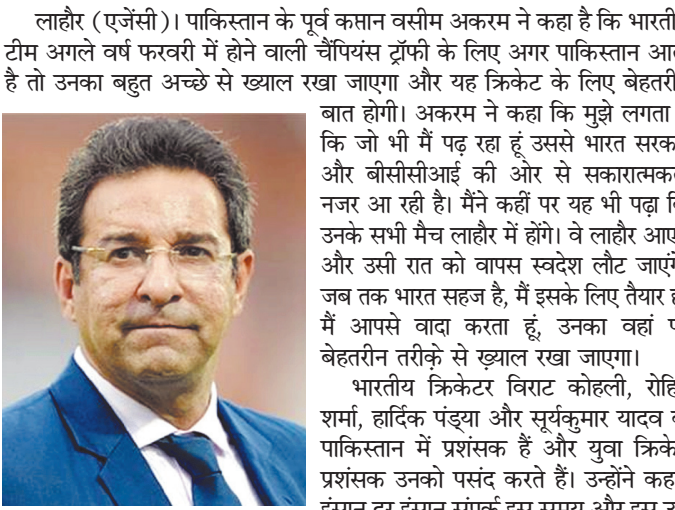 लाहौर (एजेंसी)। पाकिस्तान के पूर्व कप्तान वसीम अकरम ने कहा है कि भारती
टीम अगले वर्ष फरवरी में होने वाली चैंपियंस ट्रॉफी के लिए अगर पाकिस्तान आत
है तो उनका बहुत अच्छे से ख्याल रखा जाएगा और यह क्रिकेट के लिए बेहतरी
बात होगी। अकरम ने कहा कि मुझे लगता
कि जो भी मैं पढ़ रहा हूं उससे भारत सरक
और बीसीसीआई की ओर से सकारात्मक
नजर आ रही है। मैंने कहीं पर यह भी पढ़ा
उनके सभी मैच लाहौर में होंगे। वे लाहौर आए
और उसी रात को वापस स्वदेश लौट जाएं
जब तक भारत सहज है, मैं इसके लिए तैयार
मैं आपसे वादा करता हूं, उनका वहां प
बेहतरीन तरीक़े से ख़्याल रखा जाएगा।
भारतीय क्रिकेटर विराट कोहली, रोहि
शर्मा, हार्दिक पंड्या और सूर्यकुमार यादव
पाकिस्तान में प्रशंसक हैं और युवा क्रिके
प्रशंसक उनको पसंद करते हैं। उन्होंने कह